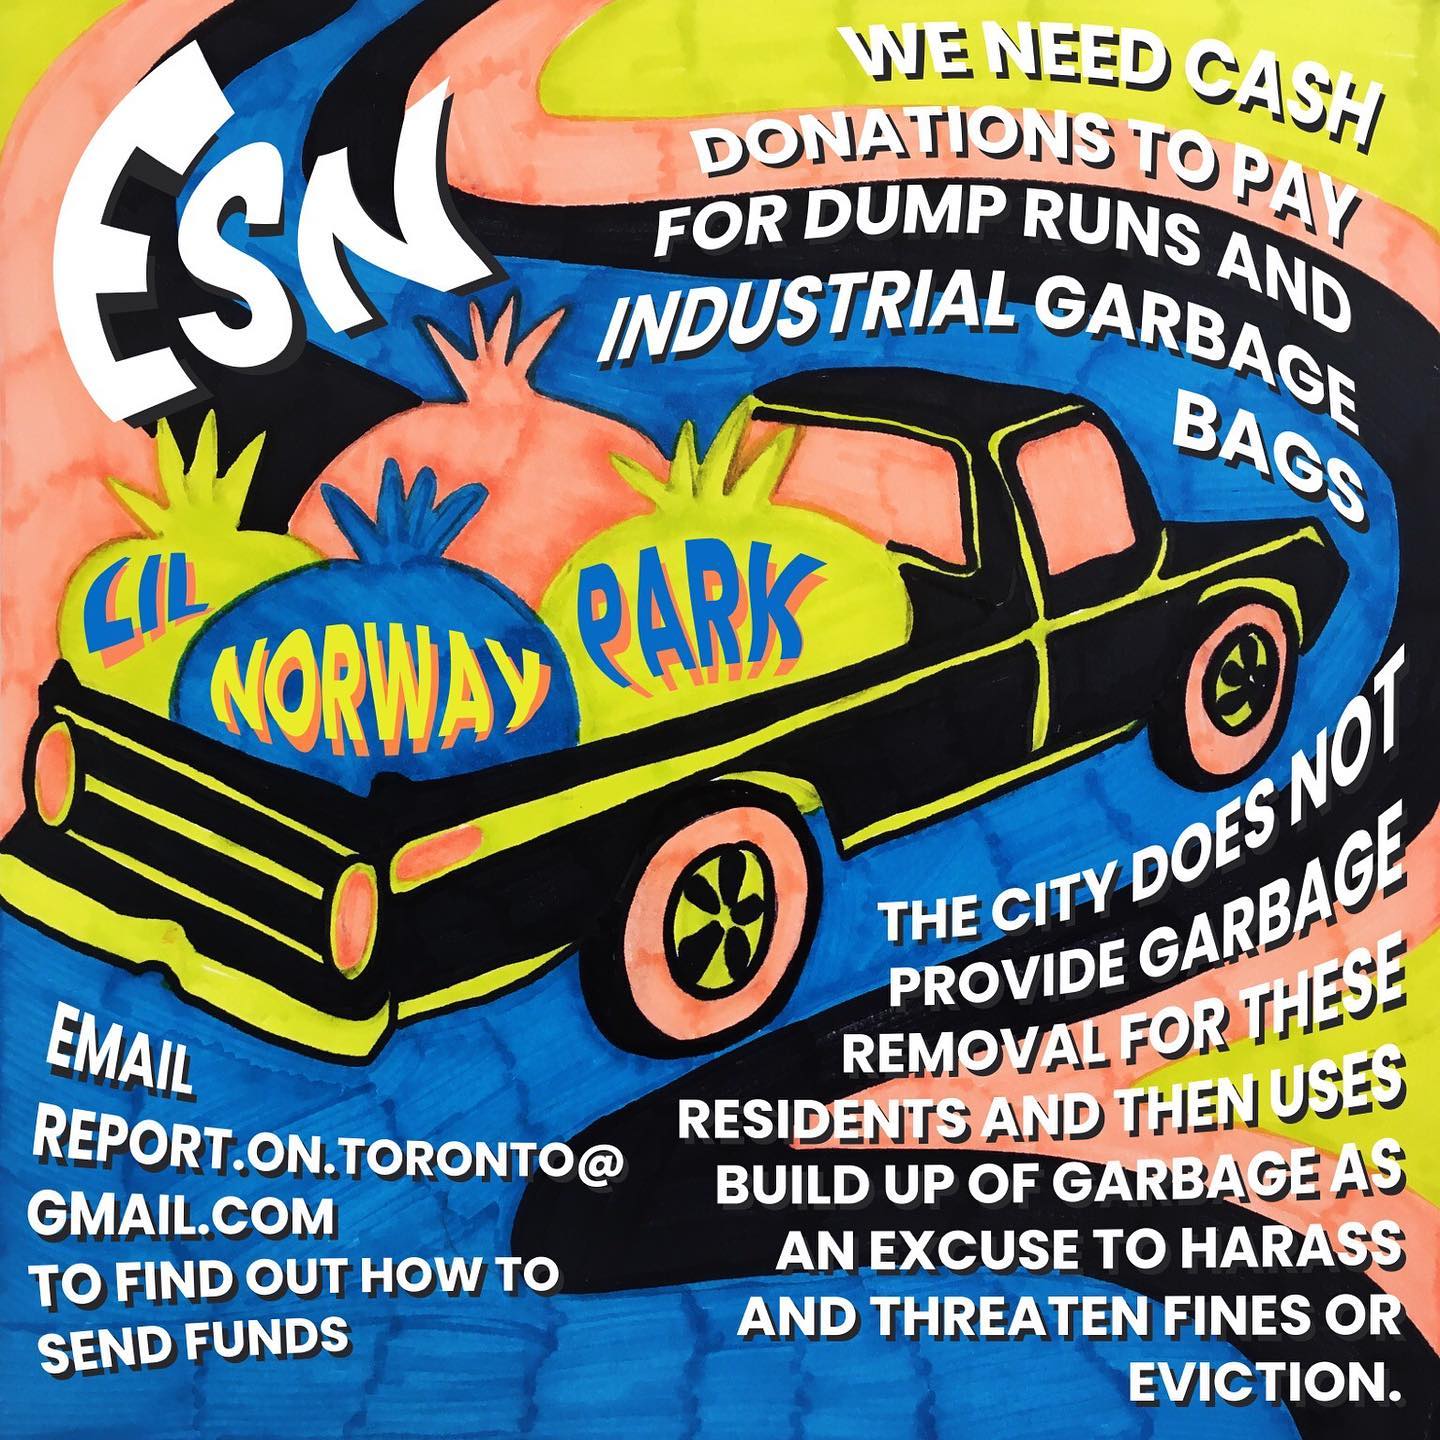 ESN
WE NEED CASH
DONATIONS TO PAY
FOR DUMP RUNS AND
INDUSTRIAL GARBAGE
BAGS
LIL
NORWAY
PARK
THE CITY DOES NOT
PROVIDE GARBAGE
REMOVAL FOR THESE
RESIDENTS AND THEN USES
BUILD UP OF GARBAGE AS
AN EXCUSE TO HARASS
AND THREATEN FINES OR
EVICTION.
EMAIL
REPORT.ON.TORONTO@
GMAIL.COM
TO FIND OUT HOW TO
SEND FUNDS